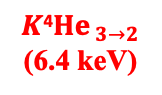 K⁴He ₃→₂
(6.4 keV)